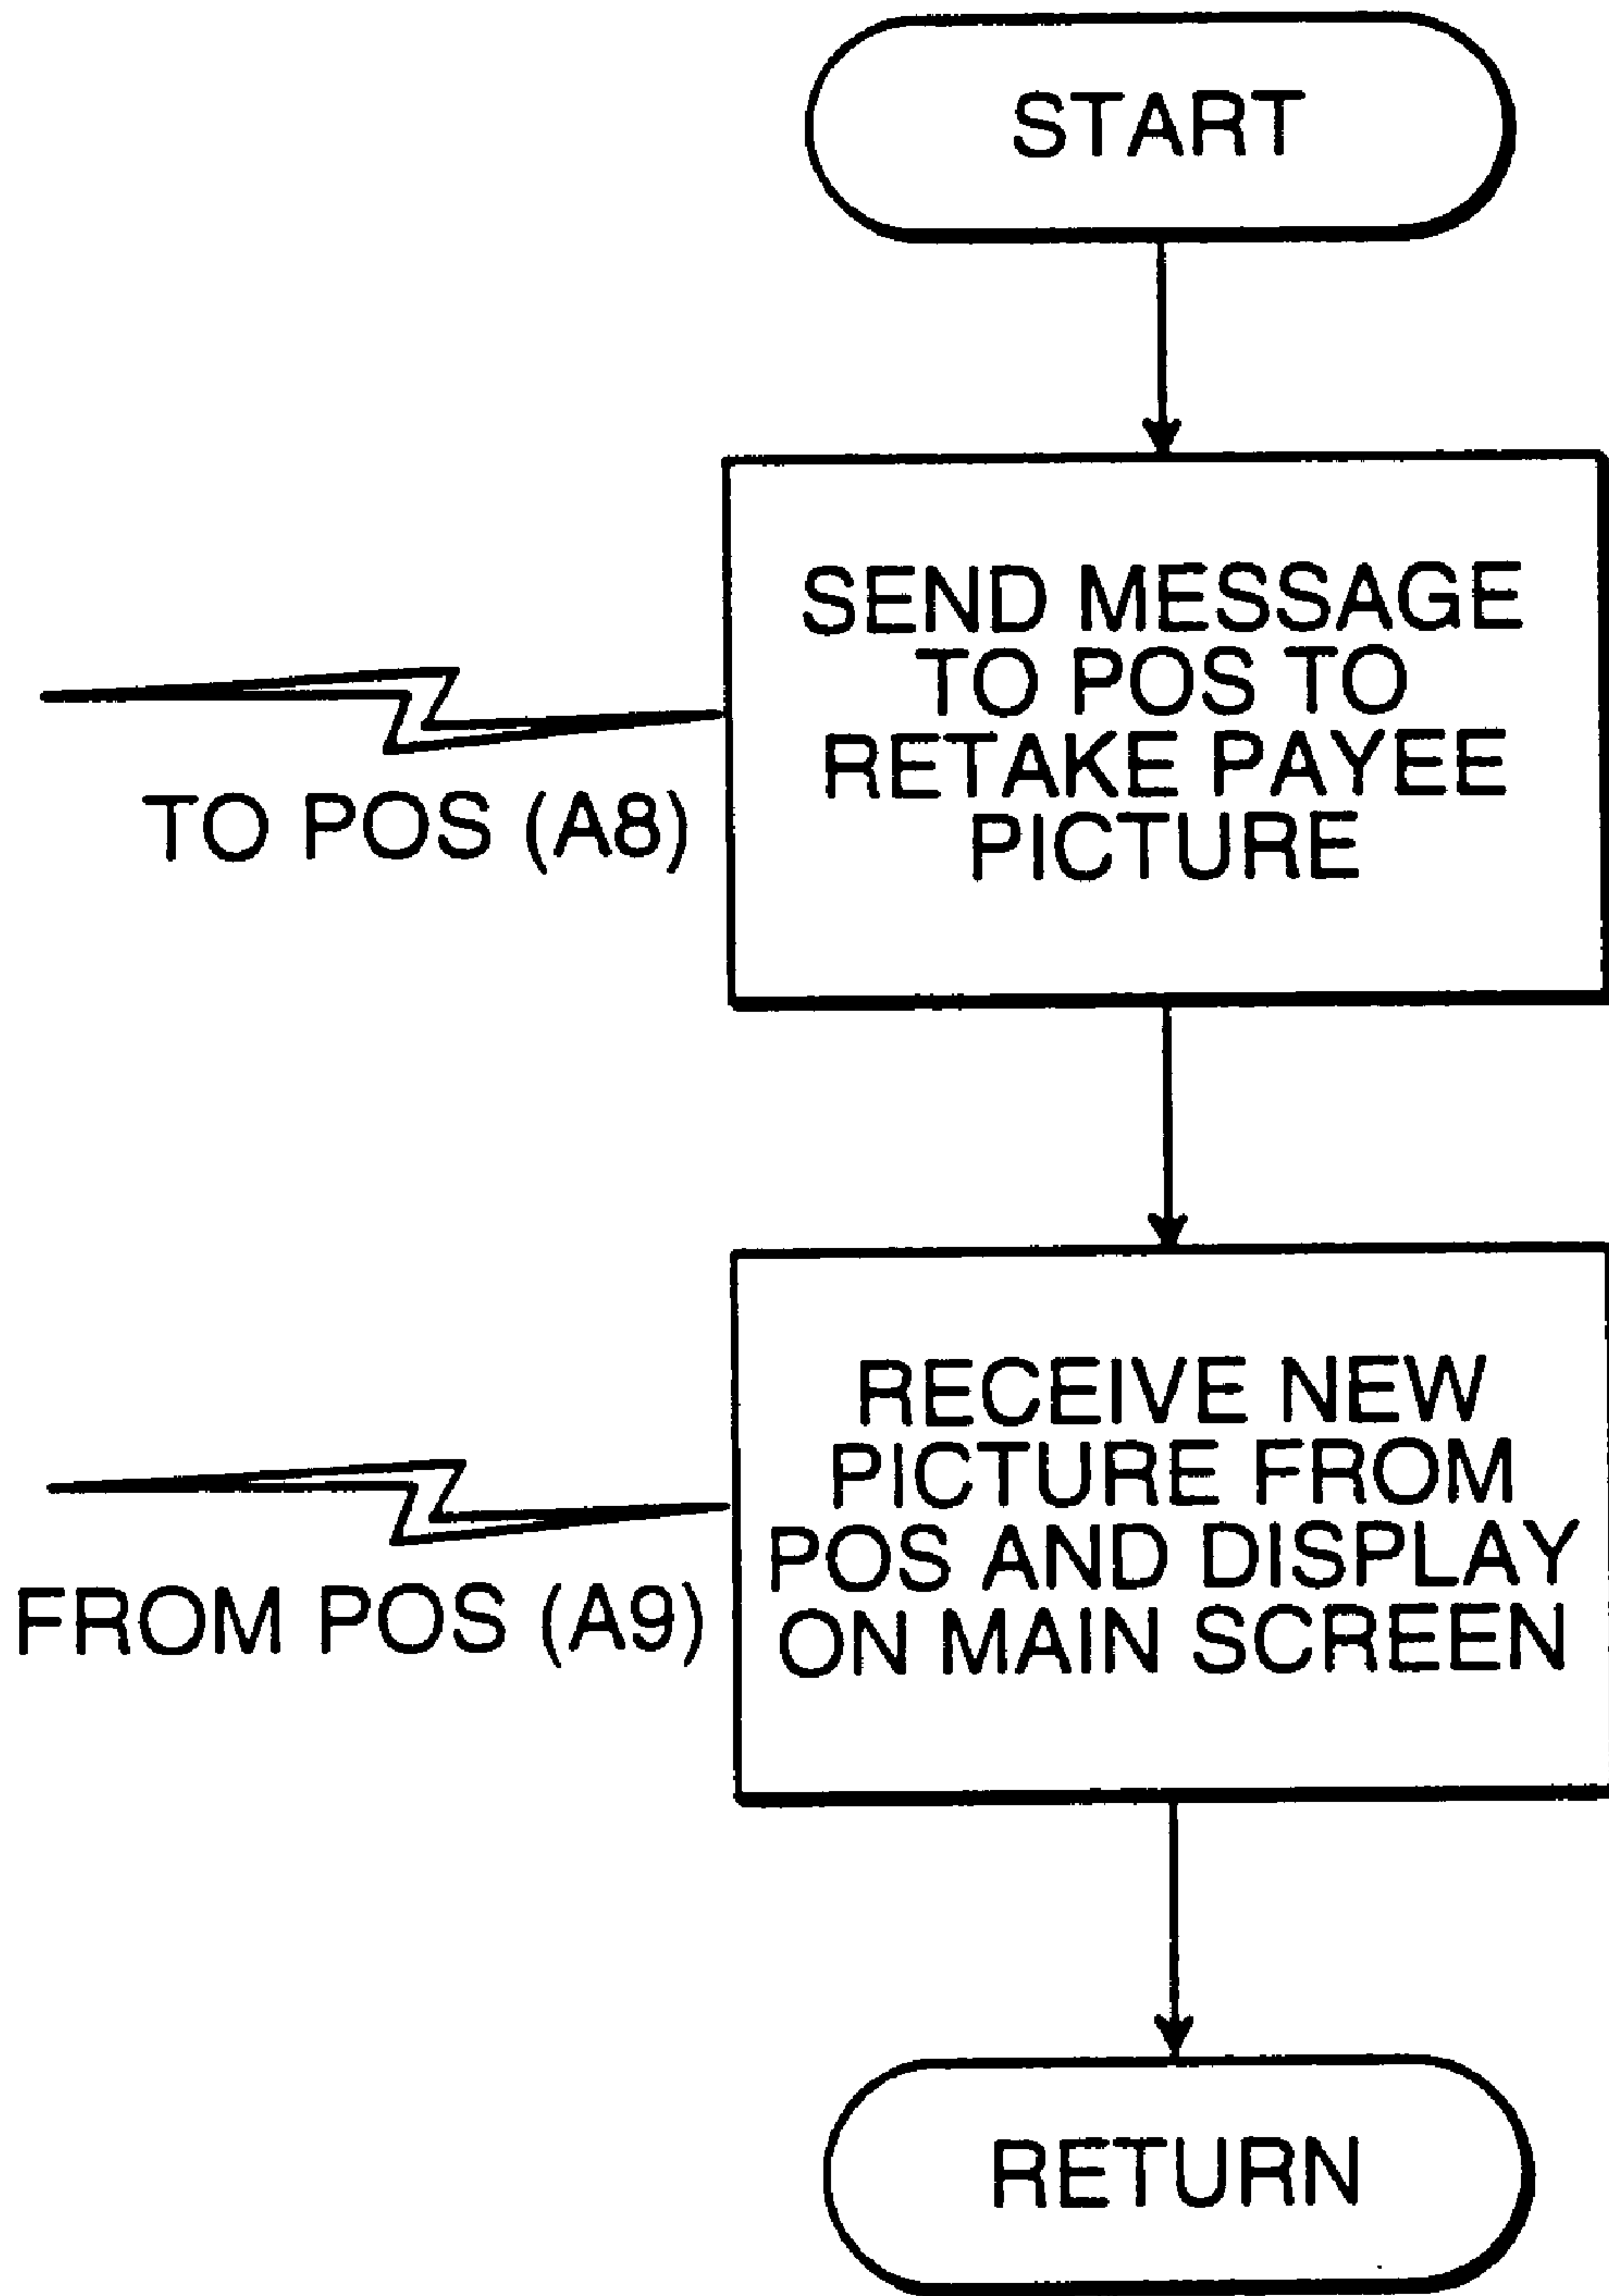 START
SEND MESSAGE
TO POS TO
RETAKE PAYEE
PICTURE
TO POS (A8)
RECEIVE NEW
PICTURE FROM
POS AND DISPLAY
ON MAIN SCREEN
FROM POS (A9)
RETURN